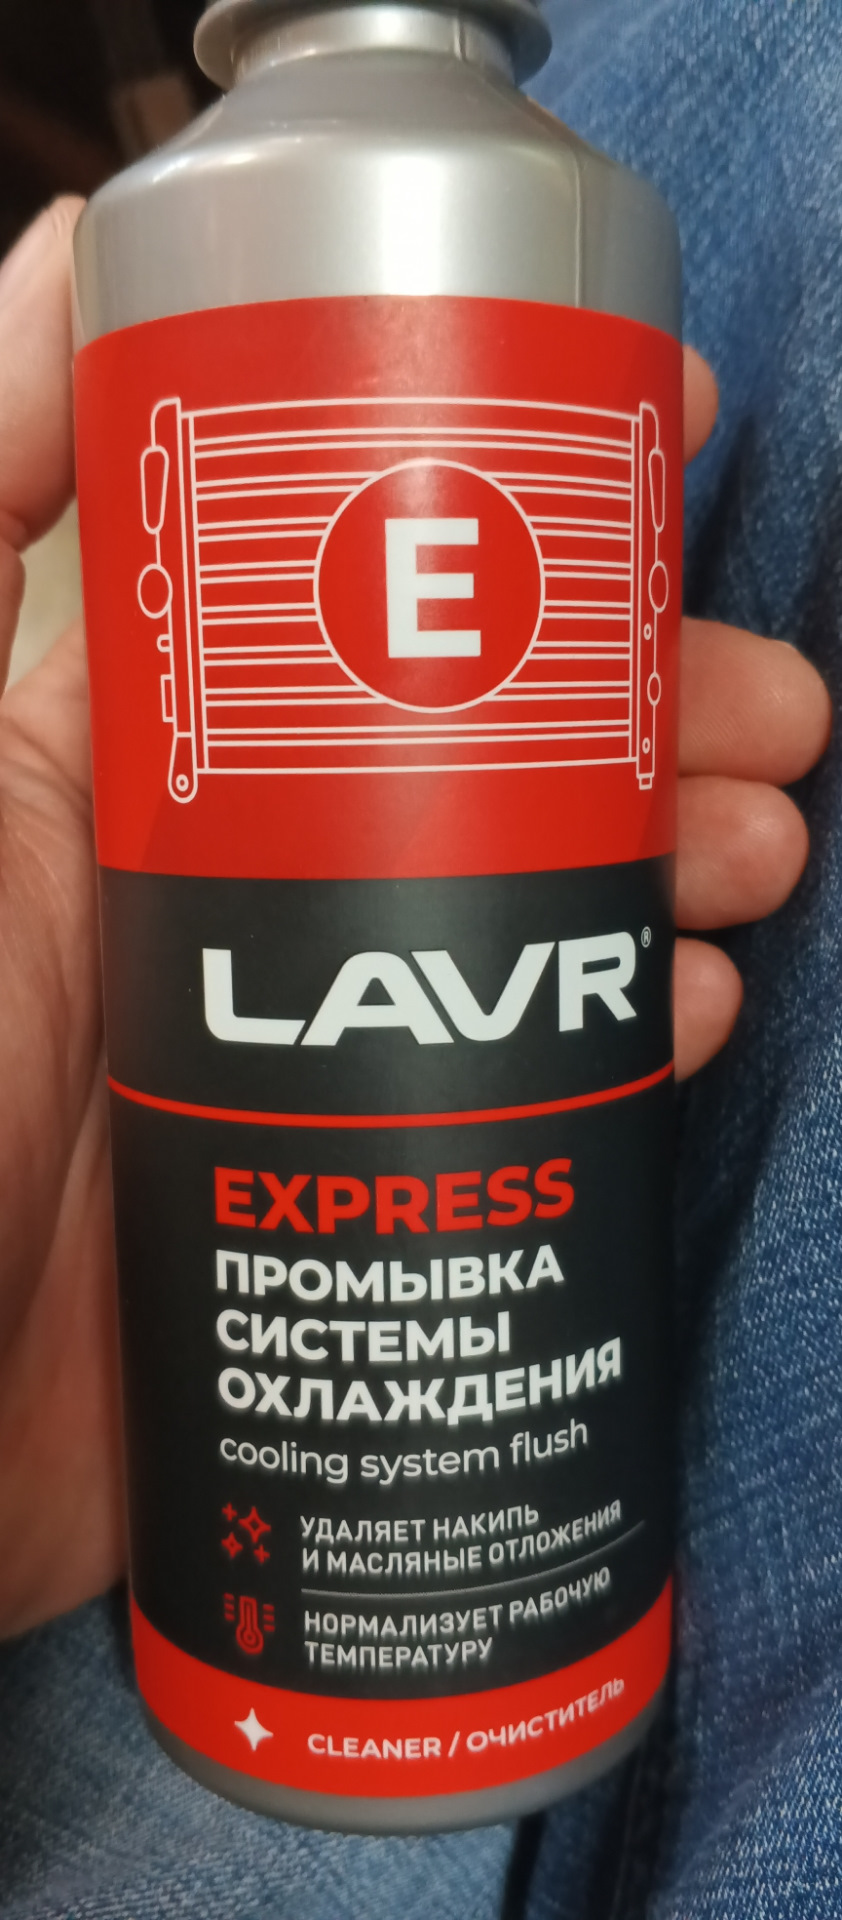 E
LAVR®
EXPRESS
ПРОМЫВКА
СИСТЕМЫ
ОХЛАЖДЕНИЯ
cooling system flush
УДАЛЯЕТ НАКИПЬ
И МАСЛЯНЫЕ ОТЛОЖЕНИЯ
НОРМАЛИЗУЕТ РАБОЧУЮ
ТЕМПЕРАТУРУ
CLEANER / ОЧИСТИТЕЛЬ